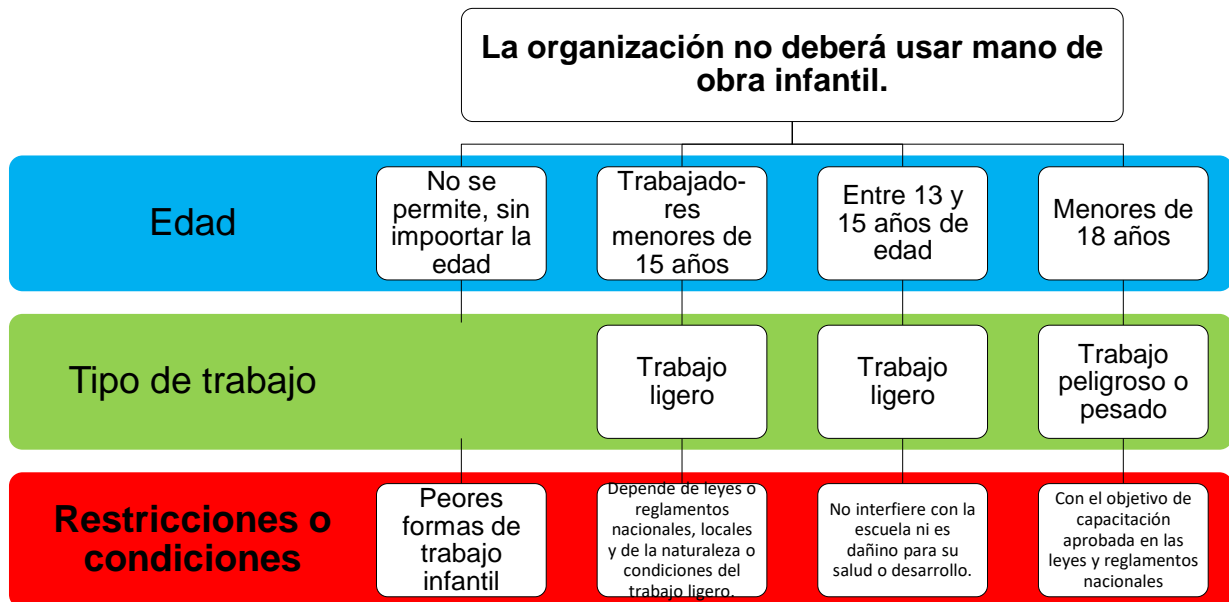 La organización no deberá usar mano de
obra infantil.
Edad
No se
permite, sin
impoortar la
edad
Trabajado-
res
menores de
15 años
Entre 13 y
15 años de
edad
Menores de
18 años
Tipo de trabajo
Trabajo
ligero
Trabajo
ligero
Trabajo
peligroso o
pesado
Restricciones o
condiciones
Peores
formas de
trabajo
infantil
Depende de leyes o
reglamentos
nacionales, locales
y de la naturaleza o
condiciones del
trabajo ligero.
No interfiere con la
escuela ni es
dañino para su
salud o desarrollo.
Con el objetivo de
capacitación
aprobada en las
leyes y reglamentos
nacionales